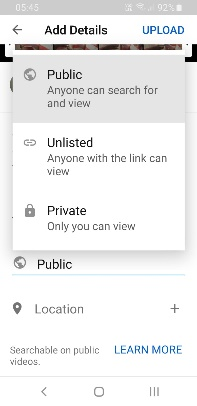 05:45
92%
Add Details
UPLOAD
Public
Anyone can search for
and view
Unlisted
Anyone with the link can
view
Private
Only you can view
Public
Location
Searchable on public
videos.
LEARN MORE